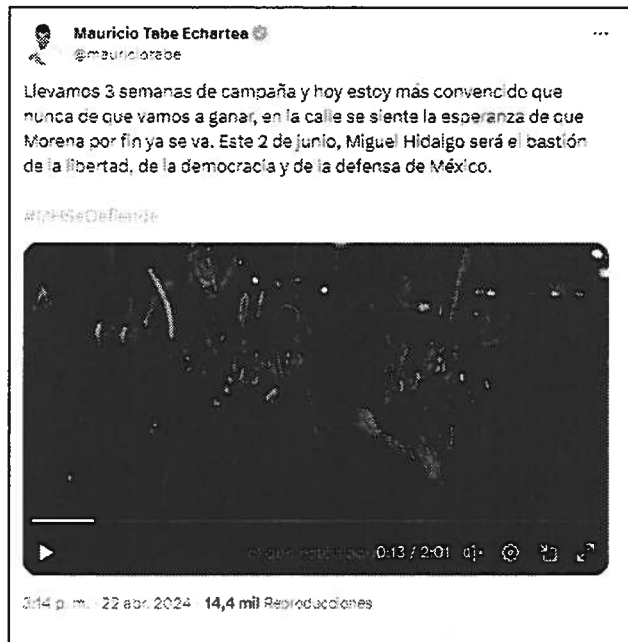 Mauricio Tabe Echartea
@mauriciotabe
Llevamos 3 semanas de campaña y hoy estoy más convencido que
nunca de que vamos a ganar, en la calle se siente la esperanza de que
Morena por fin ya se va. Este 2 de junio, Miguel Hidalgo será el bastión
de la libertad, de la democracia y de la defensa de México.
#MHSeDefiende
0:13 / 2:01
3:14 p. m. · 22 abr. 2024 · 14,4 mil Reproducciones